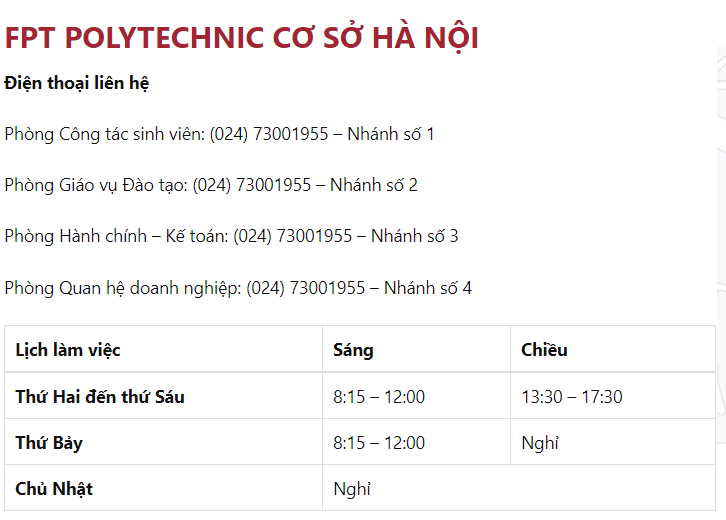 FPT POLYTECHNIC CƠ SỞ HÀ NỘI
Điện thoại liên hệ
Phòng Công tác sinh viên: (024) 73001955 – Nhánh số 1
Phòng Giáo vụ Đào tạo: (024) 73001955 – Nhánh số 2
Phòng Hành chính – Kế toán: (024) 73001955 – Nhánh số 3
Phòng Quan hệ doanh nghiệp: (024) 73001955 – Nhánh số 4
Lịch làm việc Sáng Chiều
Thứ Hai đến thứ Sáu 8:15 – 12:00 13:30 – 17:30
Thứ Bảy 8:15 – 12:00 Nghỉ
Chủ Nhật Nghỉ